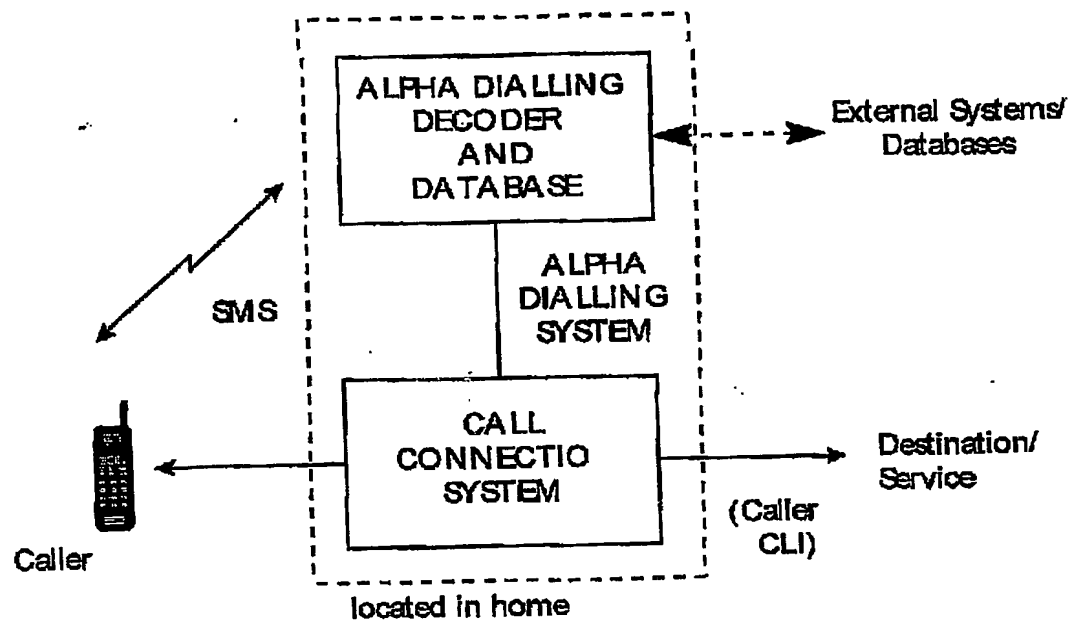 ALPHA DIALLING
DECODER
AND
DATABASE
External Systems/
Databases
SMS
ALPHA
DIALLING
SYSTEM
CALL
CONNECTIO
SYSTEM
Destination/
Service
(Caller
CLI)
Caller
located in home